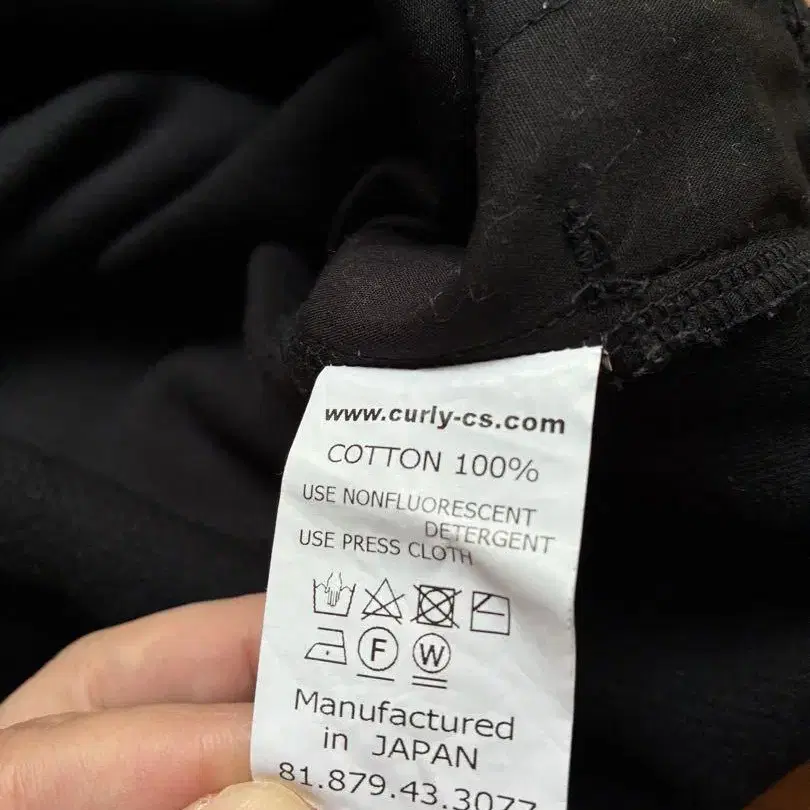 www.curly-cs.com
COTTON 100%
USE NONFLUORESCENT
DETERGENT
USE PRESS CLOTH
F W
Manufactured
in JAPAN
81.879.43.3077